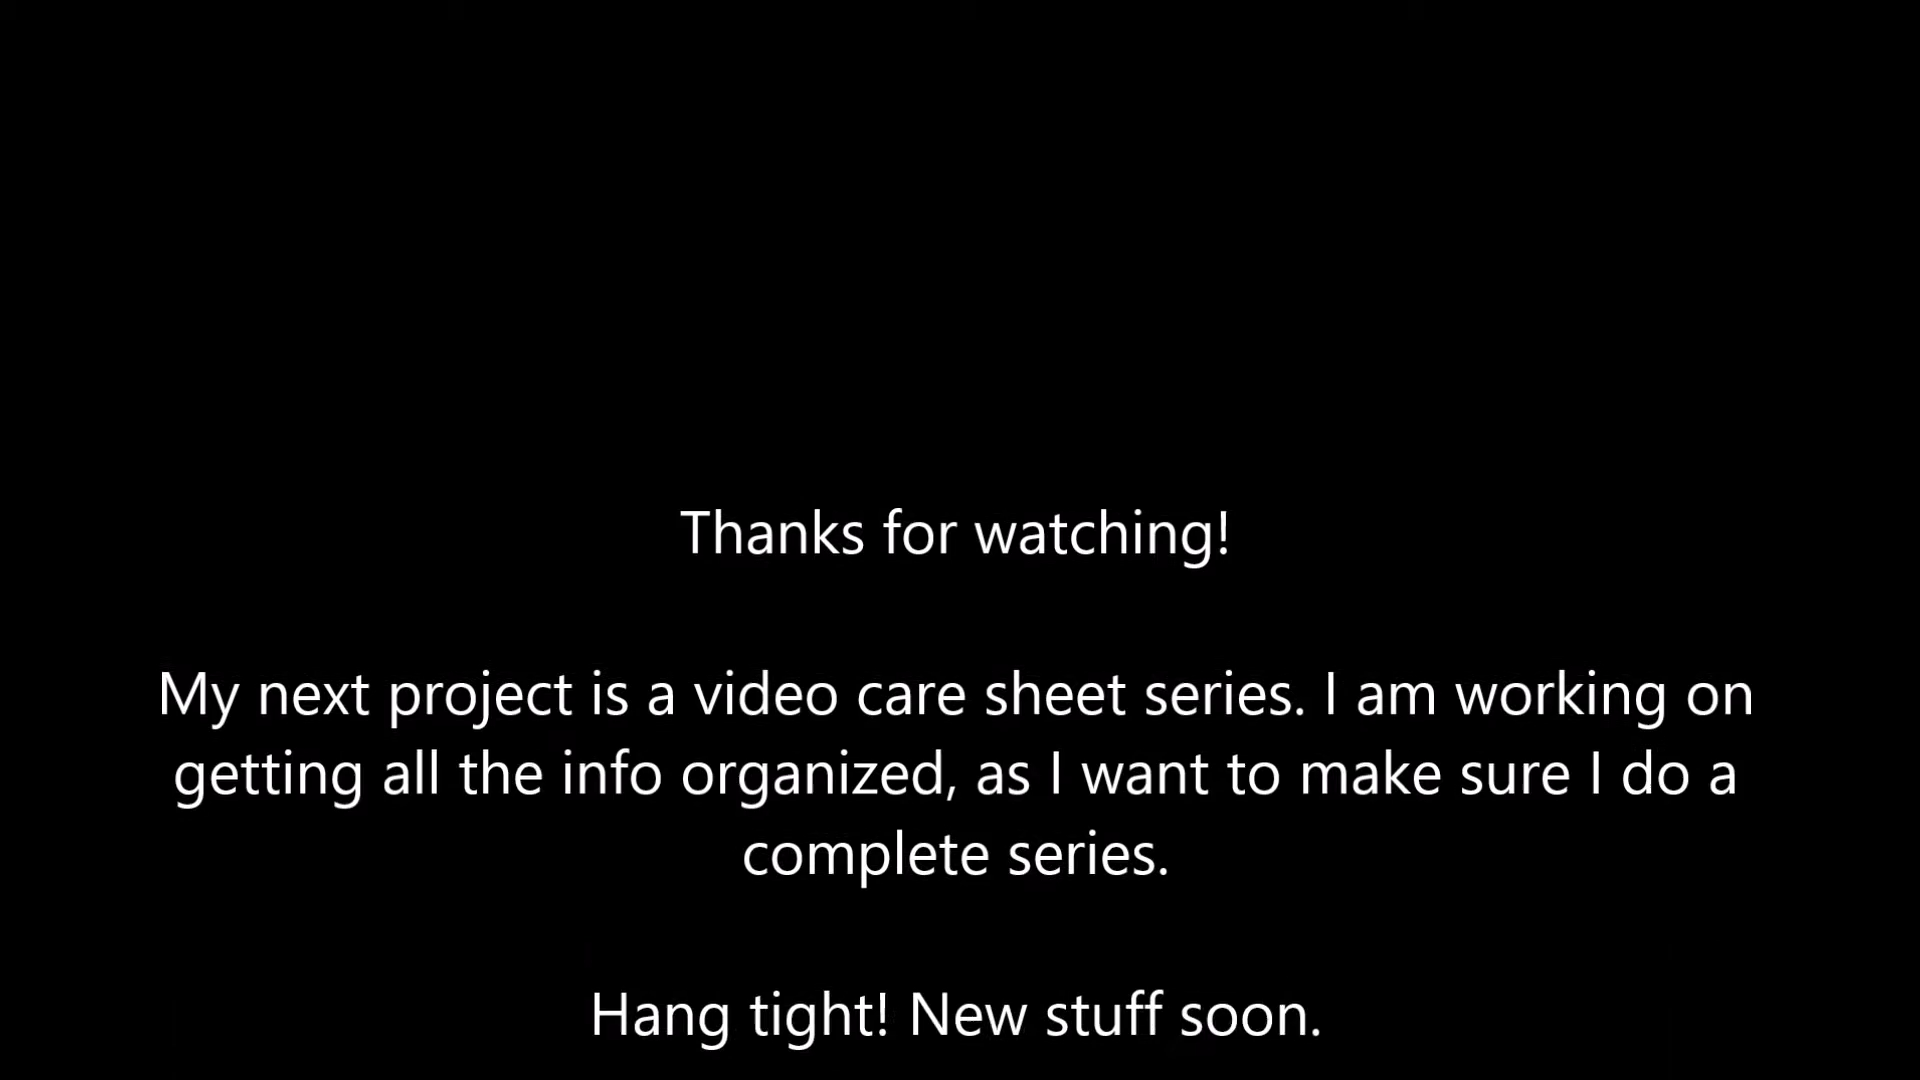 Thanks for watching!
My next project is a video care sheet series. I am working on
getting all the info organized, as I want to make sure I do a
complete series.
Hang tight! New stuff soon.